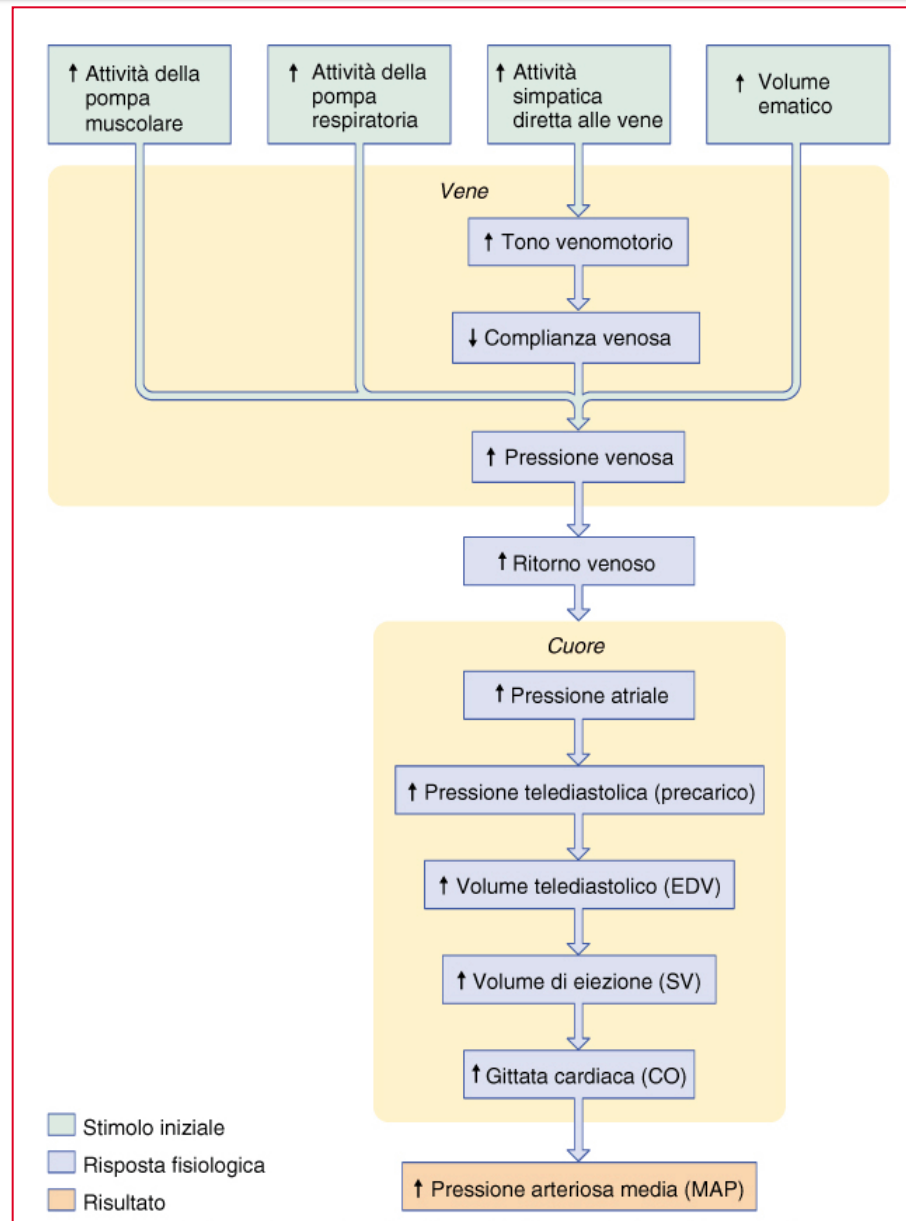 ↑ Attività della
pompa
muscolare
↑ Attività della
pompa
respiratoria
↑ Attività
simpatica
diretta alle vene
↑ Volume
ematico
Vene
↑ Tono venomotorio
↓ Complianza venosa
↑ Pressione venosa
↑ Ritorno venoso
Cuore
↑ Pressione atriale
↑ Pressione telediastolica (precarico)
↑ Volume telediastolico (EDV)
↑ Volume di eiezione (SV)
↑ Gittata cardiaca (CO)
↑ Pressione arteriosa media (MAP)
Stimolo iniziale
Risposta fisiologica
Risultato